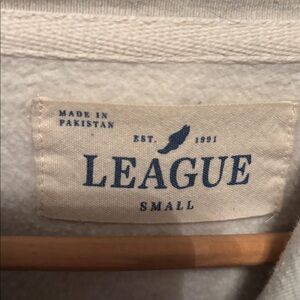 MADE IN
PAKISTAN
EST. 1991
LEAGUE
SMALL